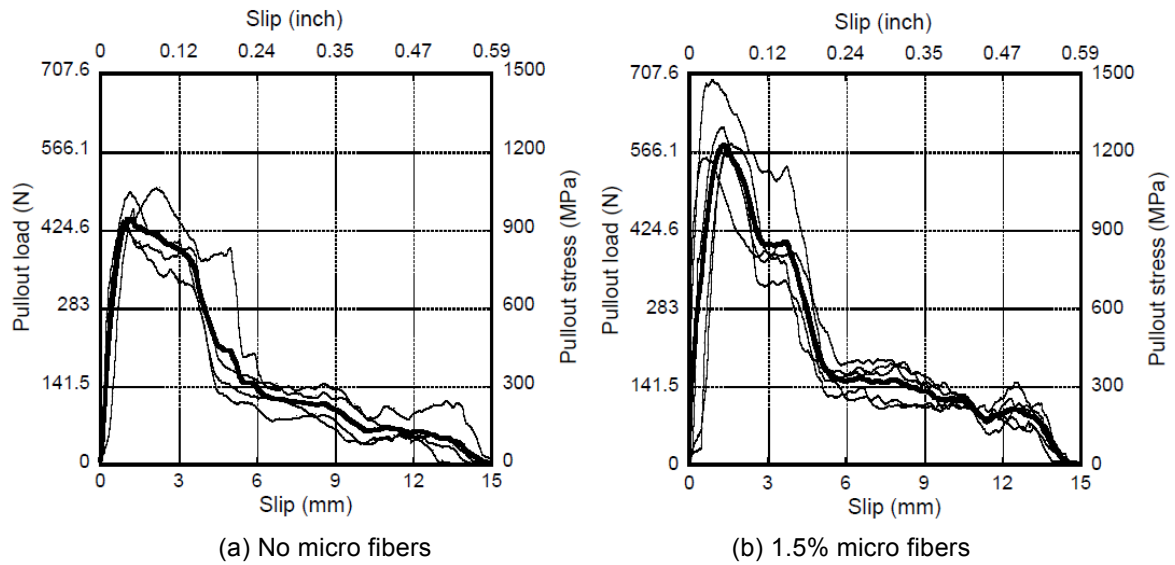 Slip (inch)
0 0.12 0.24 0.35 0.47 0.59
707.6 1500
566.1 1200
424.6 900
283 600
141.5 300
0 0
Pullout load (N)
Pullout stress (MPa)
0 3 6 9 12 15
Slip (mm)
(a) No micro fibers
Slip (inch)
0 0.12 0.24 0.35 0.47 0.59
707.6 1500
566.1 1200
424.6 900
283 600
141.5 300
0 0
Pullout load (N)
Pullout stress (MPa)
0 3 6 9 12 15
Slip (mm)
(b) 1.5% micro fibers